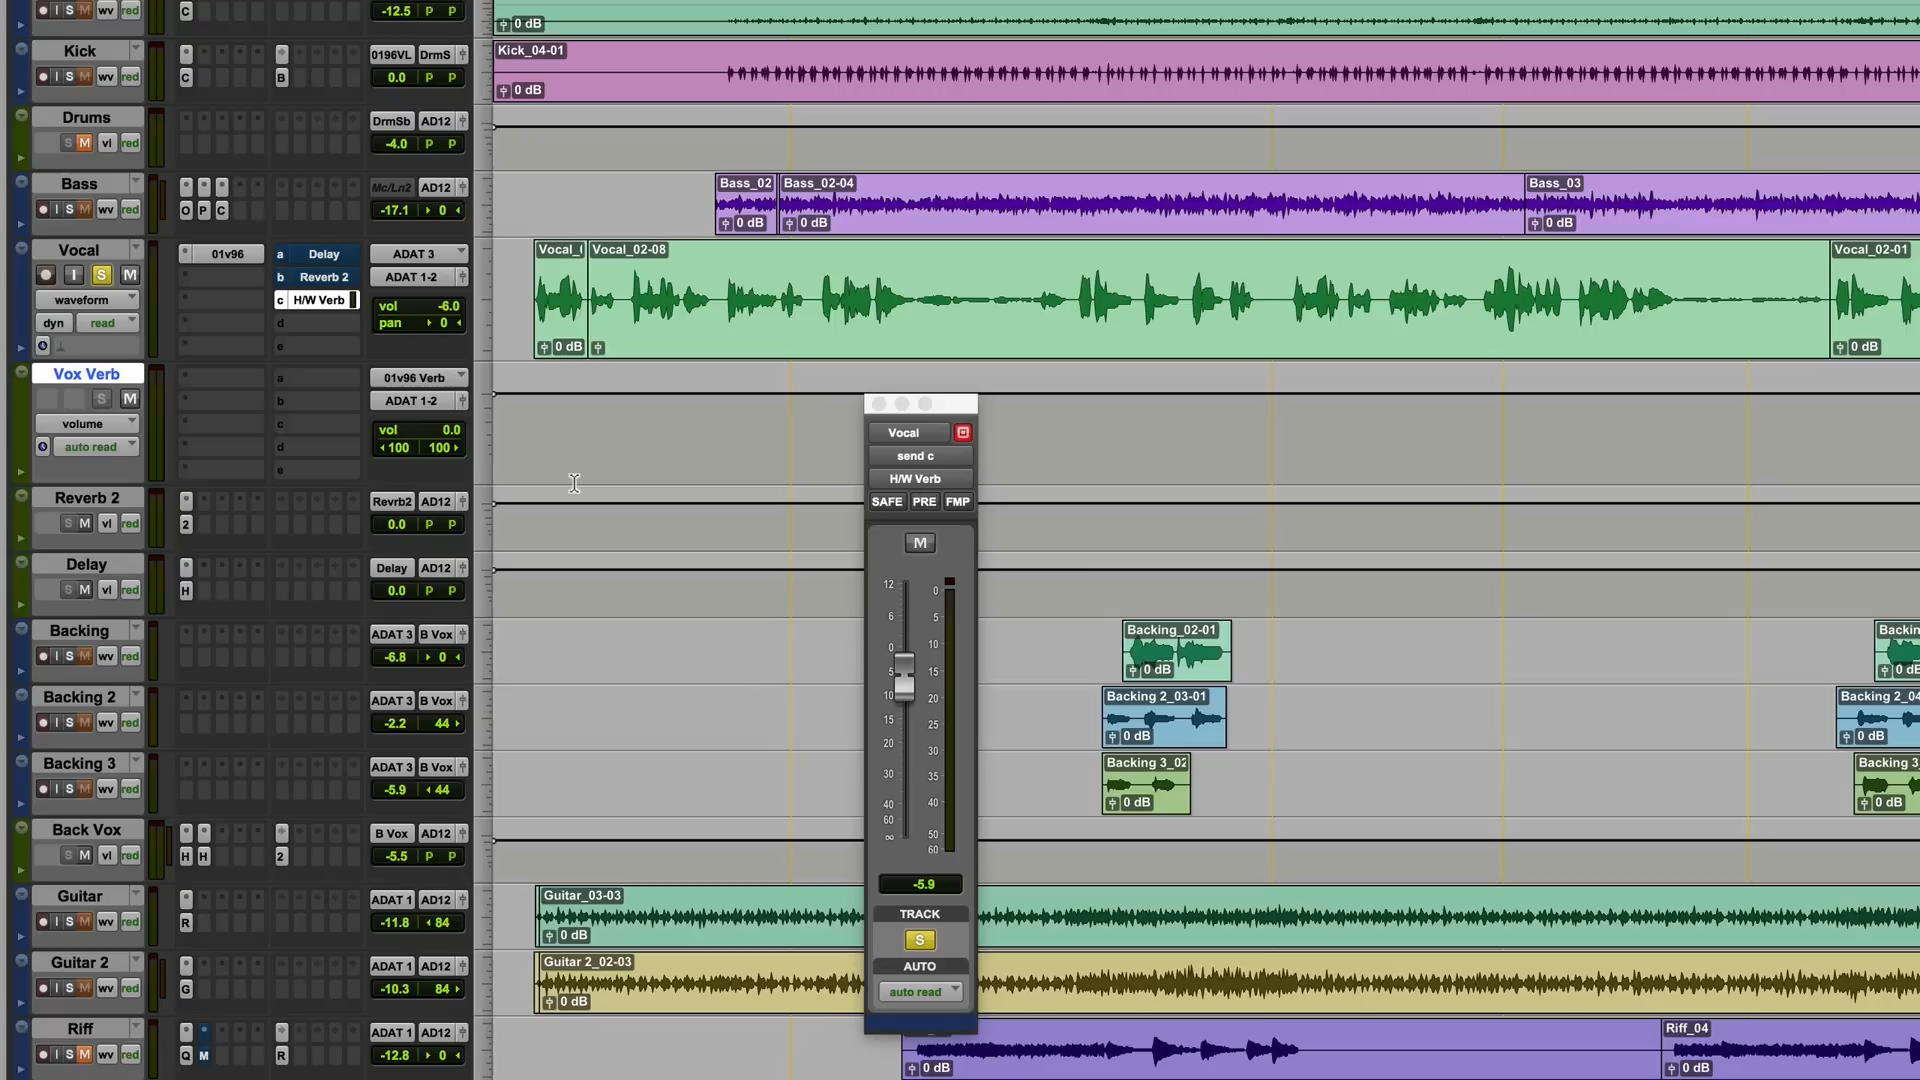 I S M wv red C -12.5 P P 0 dB
Kick 0196VL DrmS Kick_04-01
I S M wv red C B 0.0 P P 0 dB
Drums DrmSb AD12
S M vl red -4.0 P P
Bass Mc/Ln2 AD12 Bass_02 Bass_02-04 Bass_03
I S M wv red O P C -17.1 0 0 dB 0 dB 0 dB
Vocal 01v96 a Delay ADAT 3 Vocal_( Vocal_02-08 Vocal_02-01
I S M b Reverb 2 ADAT 1-2
waveform c H/W Verb vol -6.0
dyn read d pan 0
e 0 dB 0 dB
Vox Verb a 01v96 Verb
S M b ADAT 1-2
volume c vol 0.0
auto read d 100 100
e
Reverb 2 Revrb2 AD12
S M vl red 2 0.0 P P
Delay Delay AD12
S M vl red H 0.0 P P
Backing ADAT 3 B Vox Backing_02-01 Backin
I S M wv red -6.8 0 0 dB 0 dB
Backing 2 ADAT 3 B Vox Backing 2_03-01 Backing 2_04
I S M wv red -2.2 44 0 dB 0 dB
Backing 3 ADAT 3 B Vox Backing 3_02 Backing 3_
I S M wv red -5.9 44 0 dB 0 dB
Back Vox B Vox AD12
S M vl red H H 2 -5.5 P P
Guitar ADAT 1 AD12 Guitar_03-03
I S M wv red R -11.8 84 0 dB
Guitar 2 ADAT 1 AD12 Guitar 2_02-03
I S M wv red G -10.3 84 0 dB
Riff ADAT 1 AD12 Riff_04
I S M wv red Q M R -12.8 0 0 dB 0 dB
Vocal
send c
H/W Verb
SAFE PRE FMP
M
12 0
6 5
0 10
5 15
10 20
15 25
20 30
30 35
40 40
60 50
∞ 60
-5.9
TRACK
S
AUTO
auto read